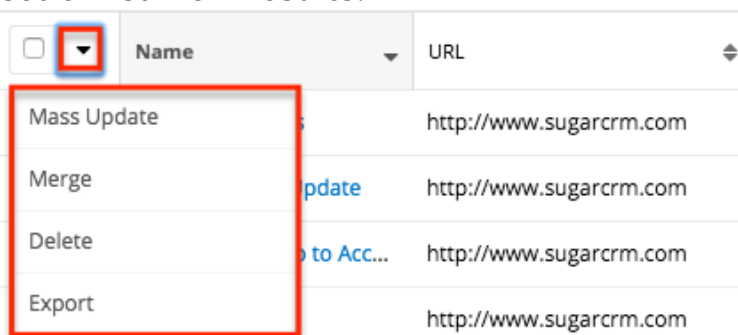 Name URL
Mass Update http://www.sugarcrm.com
Merge http://www.sugarcrm.com
Delete to Acc... http://www.sugarcrm.com
Export http://www.sugarcrm.com